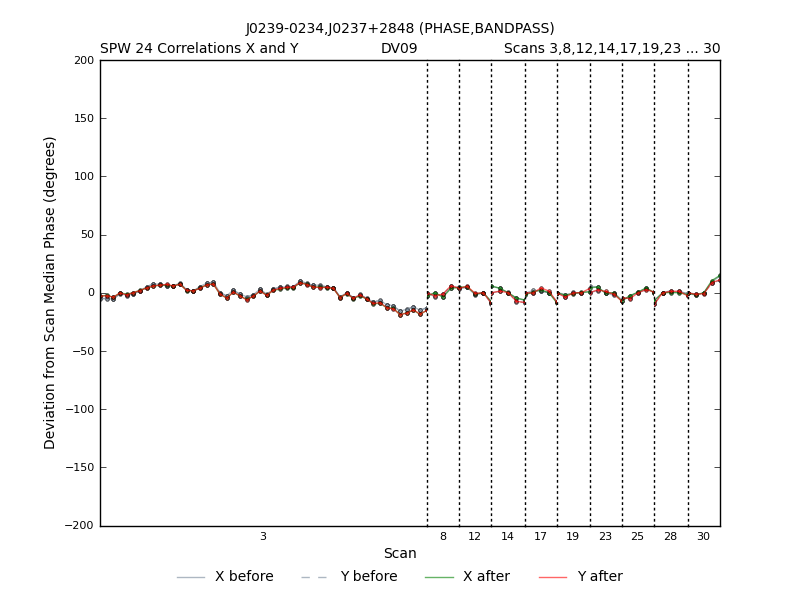 J0239-0234,J0237+2848 (PHASE,BANDPASS)
SPW 24 Correlations X and Y DV09 Scans 3,8,12,14,17,19,23 ... 30
Deviation from Scan Median Phase (degrees)
200
150
100
50
0
−50
−100
−150
−200
3 8 12 14 17 19 23 25 28 30
Scan
X before Y before X after Y after